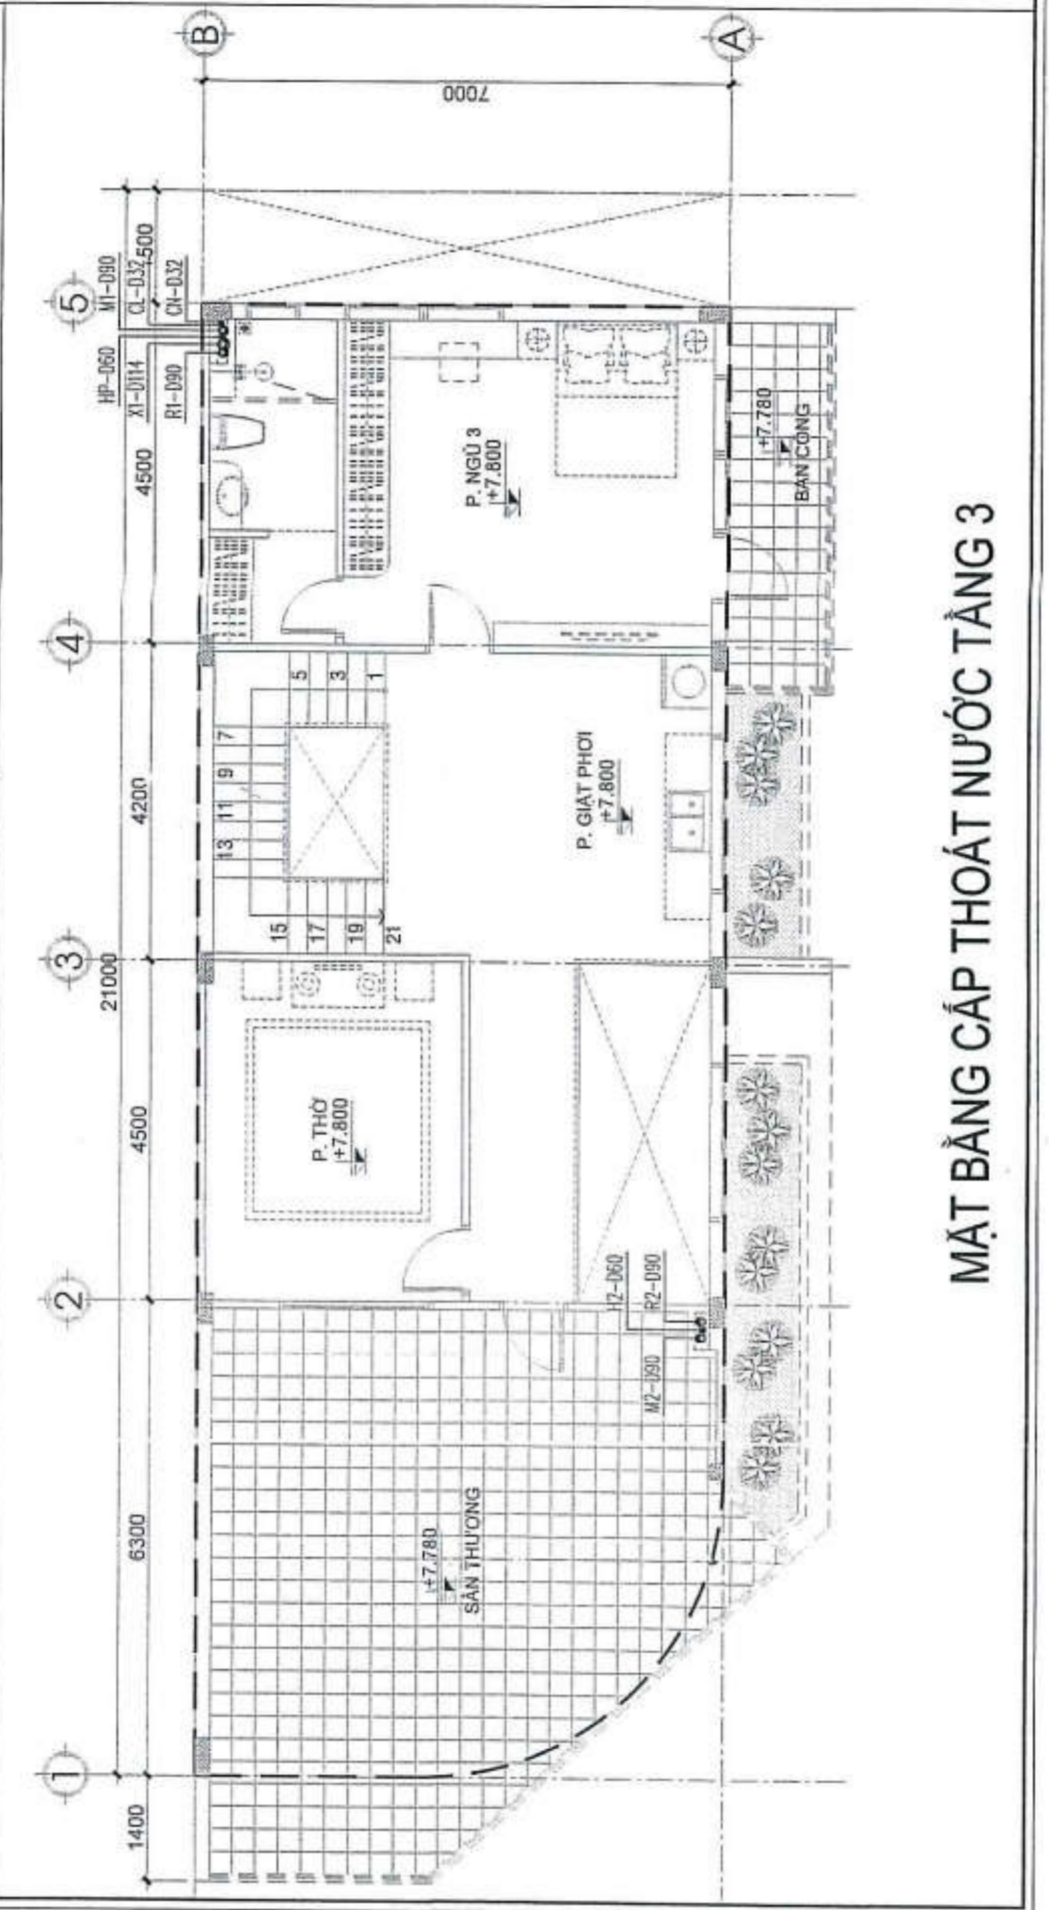 1
2
3
4
5
21000
1400
6300
4500
4200
4500
1500
HP-D60
M1-D90
X1-D114
CL-D32
R1-D90
CN-D32
B
A
7000
13
11
9
7
5
3
1
15
17
19
21
P. THỜ
+7.800
P. NGỦ 3
+7.800
P. GIẶT PHƠI
+7.800
+7.780
SÂN THƯỢNG
M2-D90
H2-D60
R2-D90
+7.780
BAN CÔNG
MẶT BẰNG CẤP THOÁT NƯỚC TẦNG 3